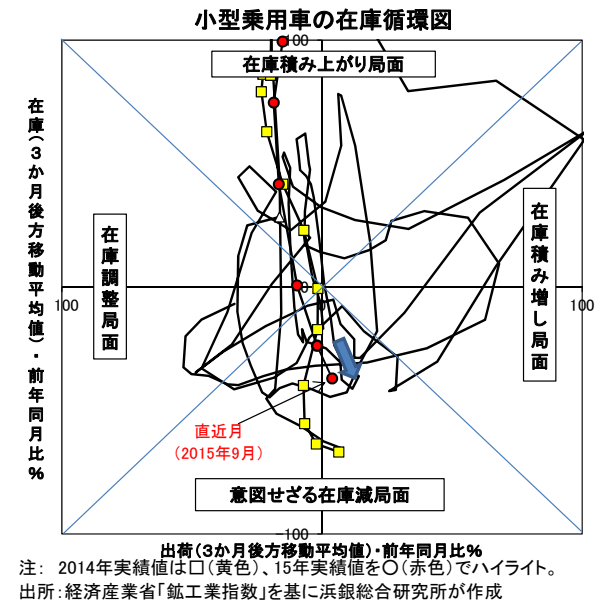 小型乗用車の在庫循環図
100
在庫積み上がり局面
在庫(3か月後方移動平均値)・前年同月比%
在庫調整局面
在庫積み増し局面
100
0
100
直近月
(2015年9月)
意図せざる在庫減局面
-100
出荷(3か月後方移動平均値)・前年同月比%
注: 2014年実績値は□(黄色)、15年実績値を○(赤色)でハイライト。
出所:経済産業省「鉱工業指数」を基に浜銀総合研究所が作成